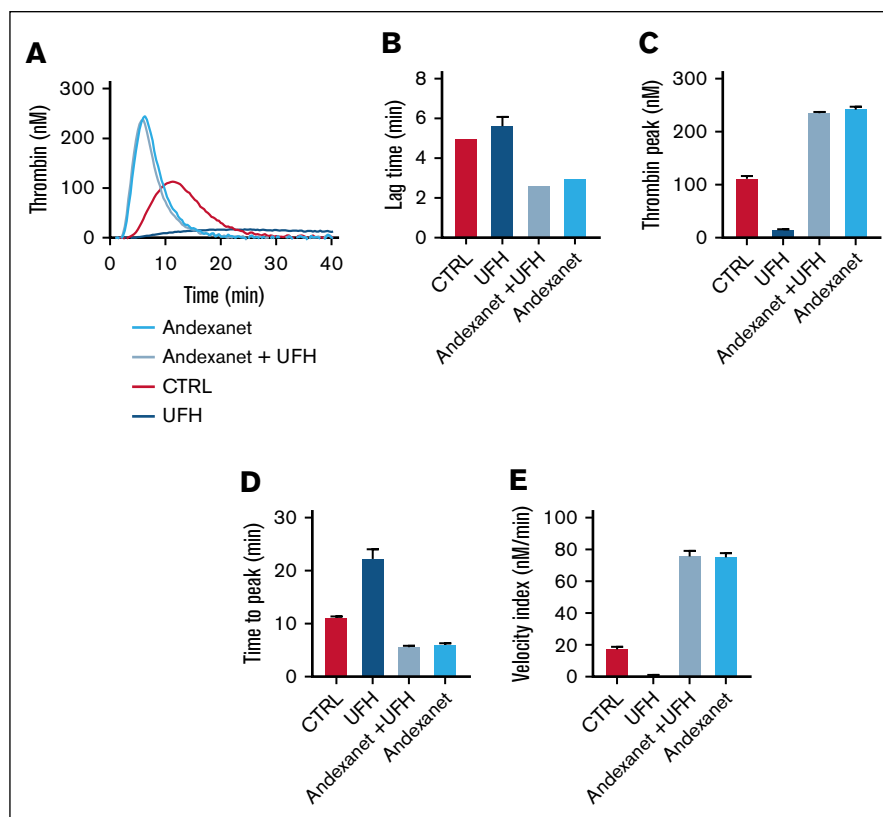 A
Thrombin (nM)
300
200
100
0
0 10 20 30 40
Time (min)
Andexanet
Andexanet + UFH
CTRL
UFH
B
Lag time (min)
8
6
4
2
0
CTRL
UFH
Andexanet +UFH
Andexanet
C
Thrombin peak (nM)
300
200
100
0
CTRL
UFH
Andexanet +UFH
Andexanet
D
Time to peak (min)
30
20
10
0
CTRL
UFH
Andexanet +UFH
Andexanet
E
Velocity index (nM/min)
100
80
60
40
20
0
CTRL
UFH
Andexanet +UFH
Andexanet